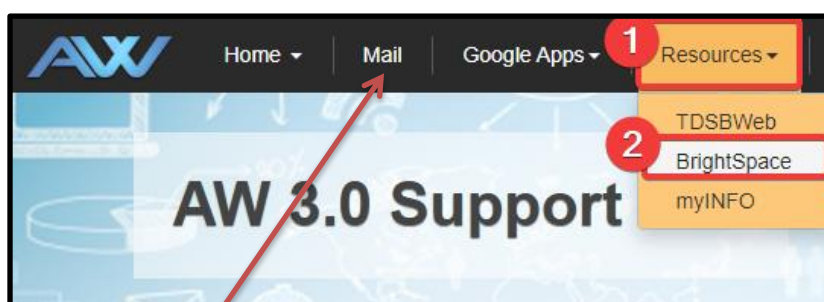 AW Home Mail Google Apps 1 Resources
TDSBWeb
2 BrightSpace
myINFO
AW 3.0 Support